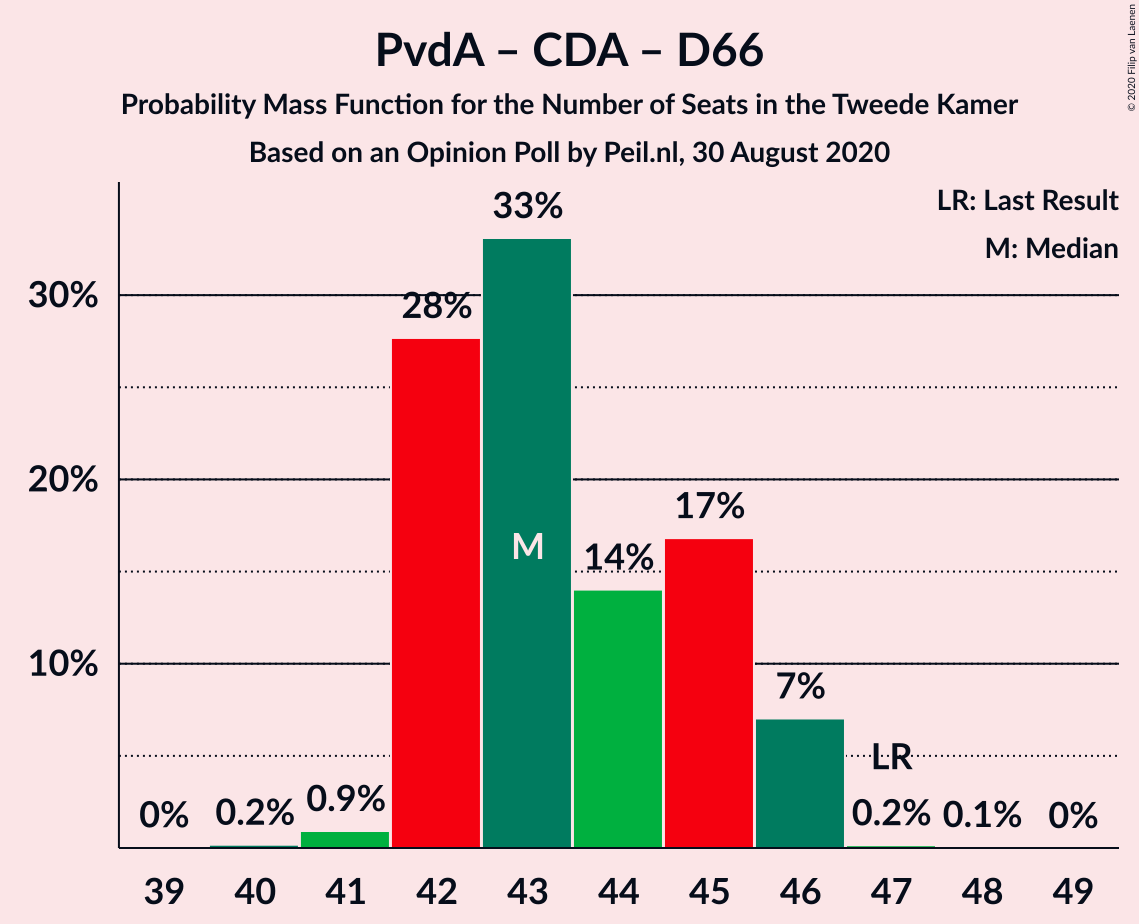 PvdA – CDA – D66
Probability Mass Function for the Number of Seats in the Tweede Kamer
Based on an Opinion Poll by Peil.nl, 30 August 2020
© 2020 Filip van Laenen
LR: Last Result
M: Median
33%
30%
28%
20%
17%
M
14%
10%
7%
LR
0%
0.2%
0.9%
0.2%
0.1%
0%
39 40 41 42 43 44 45 46 47 48 49